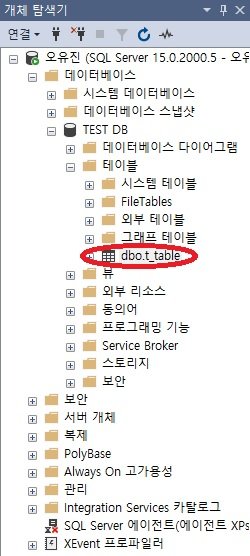 개체 탐색기
연결
오유진 (SQL Server 15.0.2000.5 - 오유
데이터베이스
시스템 데이터베이스
데이터베이스 스냅샷
TEST DB
데이터베이스 다이어그램
테이블
시스템 테이블
FileTables
외부 테이블
그래프 테이블
dbo.t_table
뷰
외부 리소스
동의어
프로그래밍 기능
Service Broker
스토리지
보안
보안
서버 개체
복제
PolyBase
Always On 고가용성
관리
Integration Services 카탈로그
SQL Server 에이전트(에이전트 XPs
XEvent 프로파일러